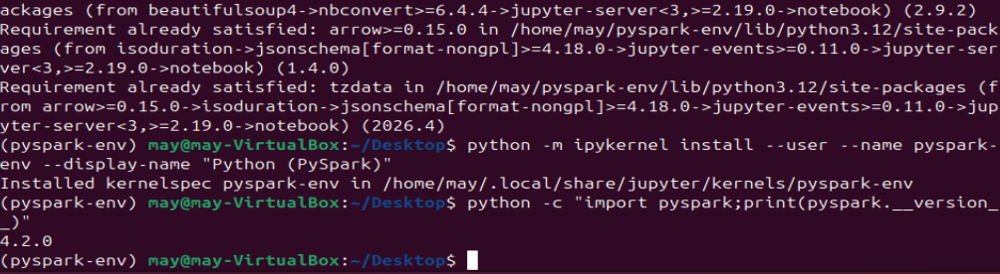 ackages (from beautifulsoup4->nbconvert>=6.4.4->jupyter-server<3,>=2.19.0->notebook) (2.9.2)
Requirement already satisfied: arrow>=0.15.0 in /home/may/pyspark-env/lib/python3.12/site-pack
ages (from isoduration->jsonschema[format-nongpl]>=4.18.0->jupyter-events>=0.11.0->jupyter-ser
ver<3,>=2.19.0->notebook) (1.4.0)
Requirement already satisfied: tzdata in /home/may/pyspark-env/lib/python3.12/site-packages (f
rom arrow>=0.15.0->isoduration->jsonschema[format-nongpl]>=4.18.0->jupyter-events>=0.11.0->jup
yter-server<3,>=2.19.0->notebook) (2026.4)
(pyspark-env) may@may-VirtualBox:~/Desktop$ python -m ipykernel install --user --name pyspark-
env --display-name "Python (PySpark)"
Installed kernelspec pyspark-env in /home/may/.local/share/jupyter/kernels/pyspark-env
(pyspark-env) may@may-VirtualBox:~/Desktop$ python -c "import pyspark;print(pyspark.__version_
_)"
4.2.0
(pyspark-env) may@may-VirtualBox:~/Desktop$